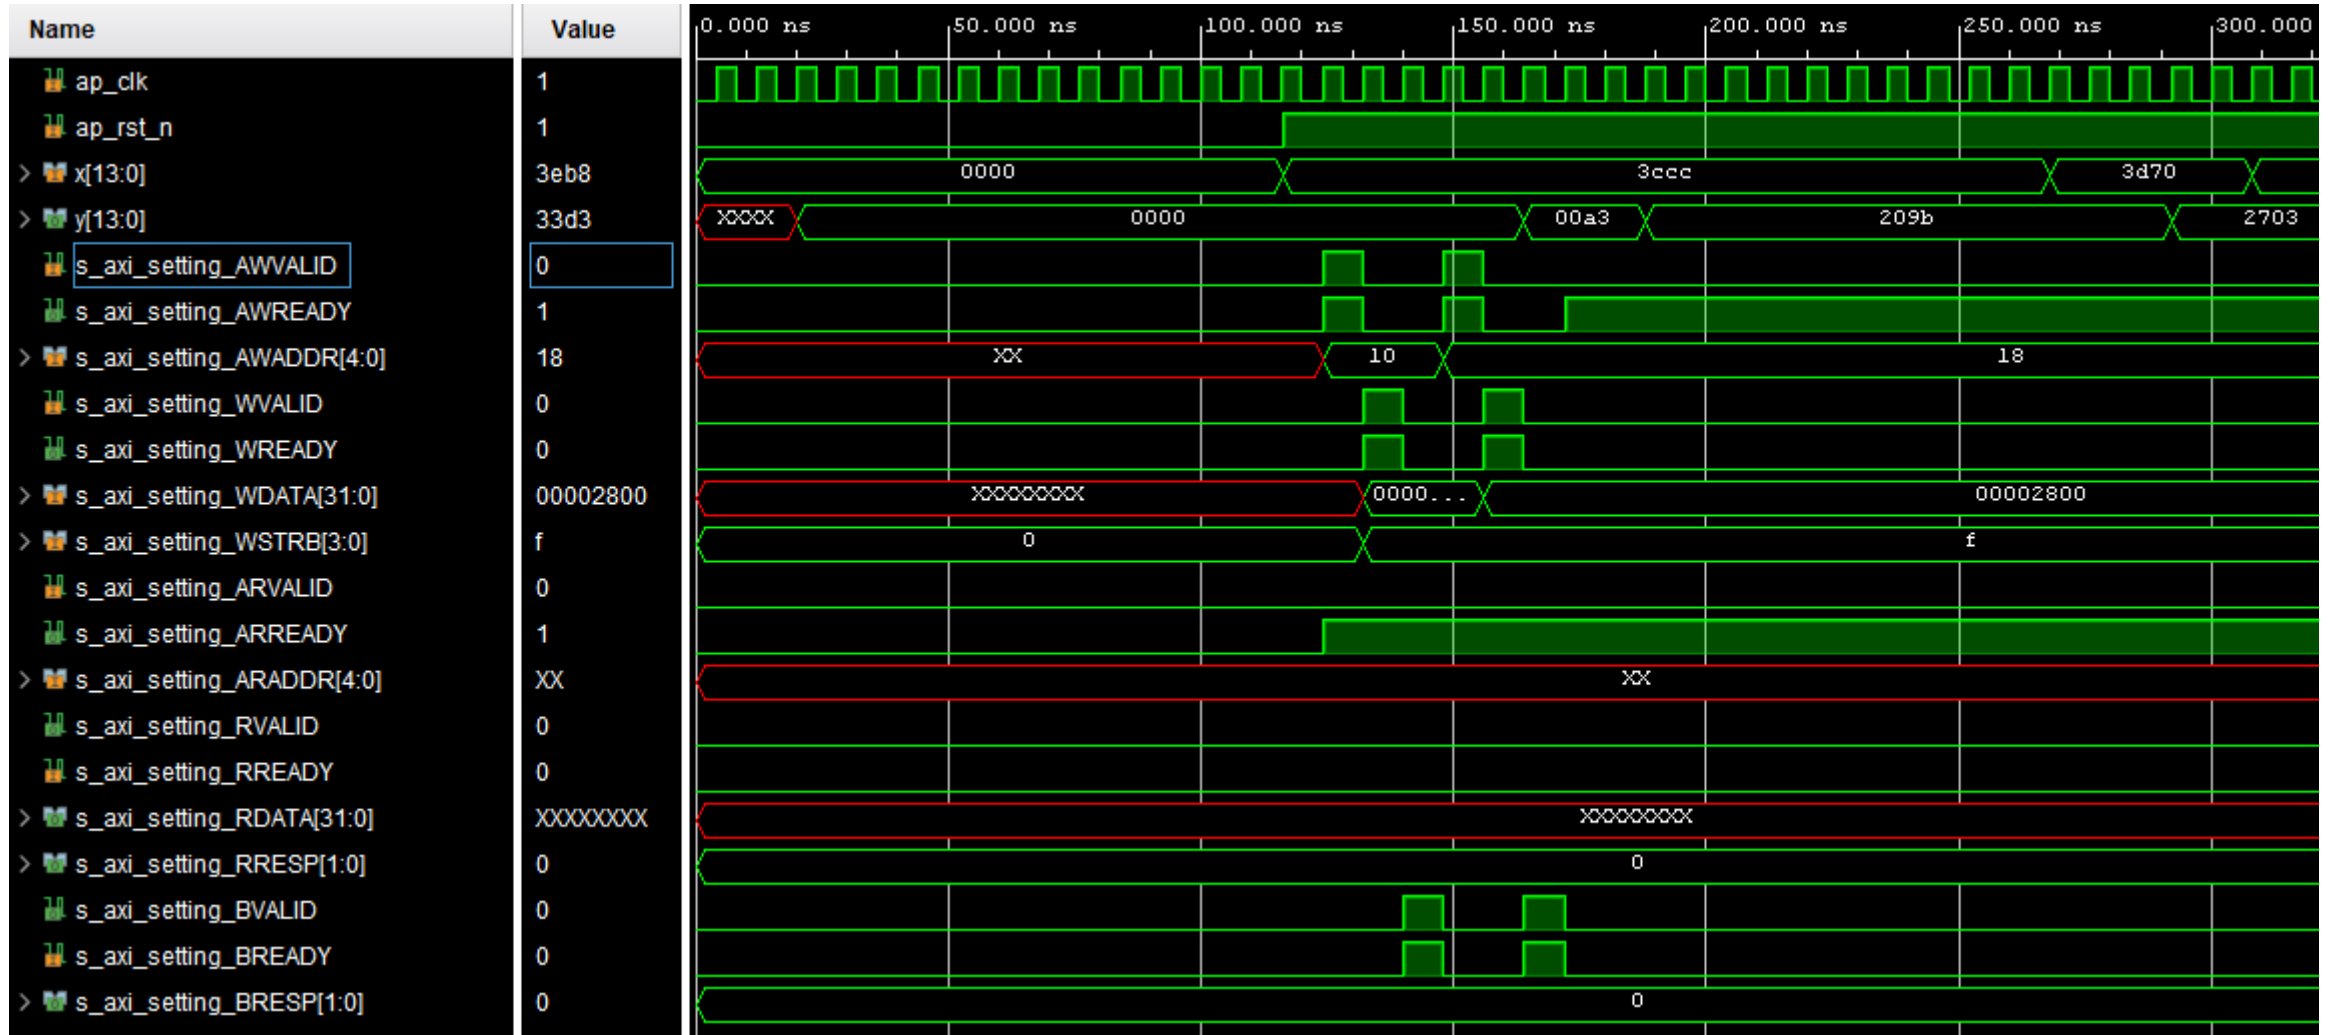 Name Value 0.000 ns 50.000 ns 100.000 ns 150.000 ns 200.000 ns 250.000 ns 300.000
ap_clk 1
ap_rst_n 1
x[13:0] 3eb8 0000 3ccc 3d70
y[13:0] 33d3 XXXX 0000 00a3 209b 2703
s_axi_setting_AWVALID 0
s_axi_setting_AWREADY 1
s_axi_setting_AWADDR[4:0] 18 XX 10 18
s_axi_setting_WVALID 0
s_axi_setting_WREADY 0
s_axi_setting_WDATA[31:0] 00002800 XXXXXXXX 0000... 00002800
s_axi_setting_WSTRB[3:0] f 0 f
s_axi_setting_ARVALID 0
s_axi_setting_ARREADY 1
s_axi_setting_ARADDR[4:0] XX XX
s_axi_setting_RVALID 0
s_axi_setting_RREADY 0
s_axi_setting_RDATA[31:0] XXXXXXXX XXXXXXXX
s_axi_setting_RRESP[1:0] 0 0
s_axi_setting_BVALID 0
s_axi_setting_BREADY 0
s_axi_setting_BRESP[1:0] 0 0